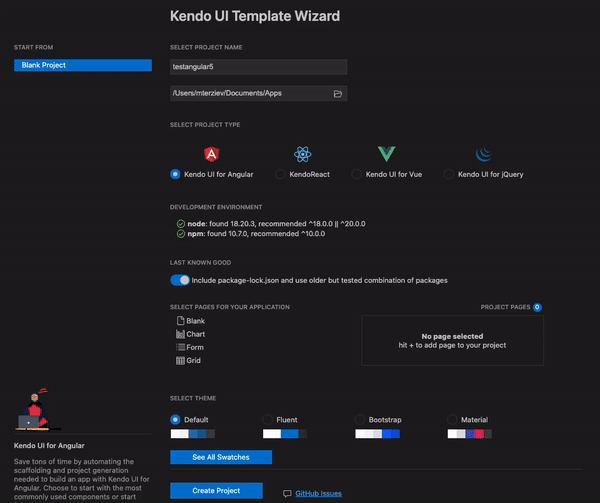 Kendo UI Template Wizard
START FROM
Blank Project
SELECT PROJECT NAME
testangular5
/Users/mterziev/Documents/Apps
SELECT PROJECT TYPE
Kendo UI for Angular
KendoReact
Kendo UI for Vue
Kendo UI for jQuery
DEVELOPMENT ENVIRONMENT
node: found 18.20.3, recommended ^18.0.0 || ^20.0.0
npm: found 10.7.0, recommended ^10.0.0
LAST KNOWN GOOD
Include package-lock.json and use older but tested combination of packages
SELECT PAGES FOR YOUR APPLICATION
Blank
Chart
Form
Grid
PROJECT PAGES 0
No page selected
hit + to add page to your project
SELECT THEME
Default
Fluent
Bootstrap
Material
See All Swatches
Create Project
GitHub Issues
Kendo UI for Angular
Save tons of time by automating the
scaffolding and project generation
needed to build an app with Kendo UI for
Angular. Choose to start with the most
commonly used components or start